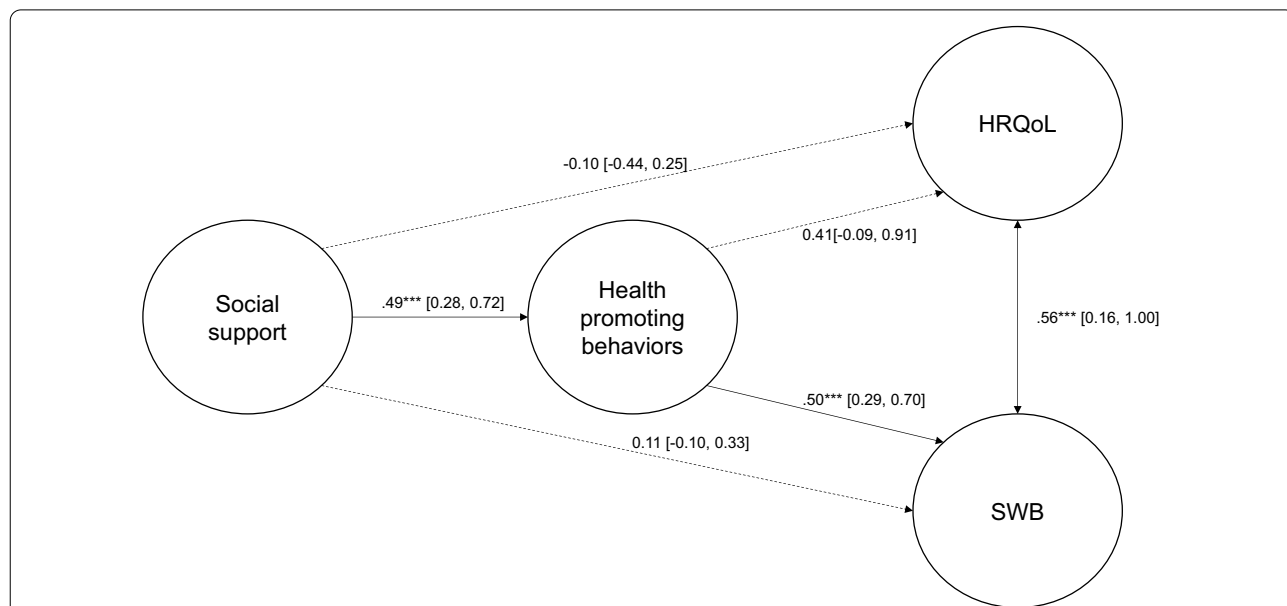 HRQoL
-0.10 [-0.44, 0.25]
0.41[-0.09, 0.91]
Social
support
.49*** [0.28, 0.72]
Health
promoting
behaviors
.56*** [0.16, 1.00]
.50*** [0.29, 0.70]
0.11 [-0.10, 0.33]
SWB